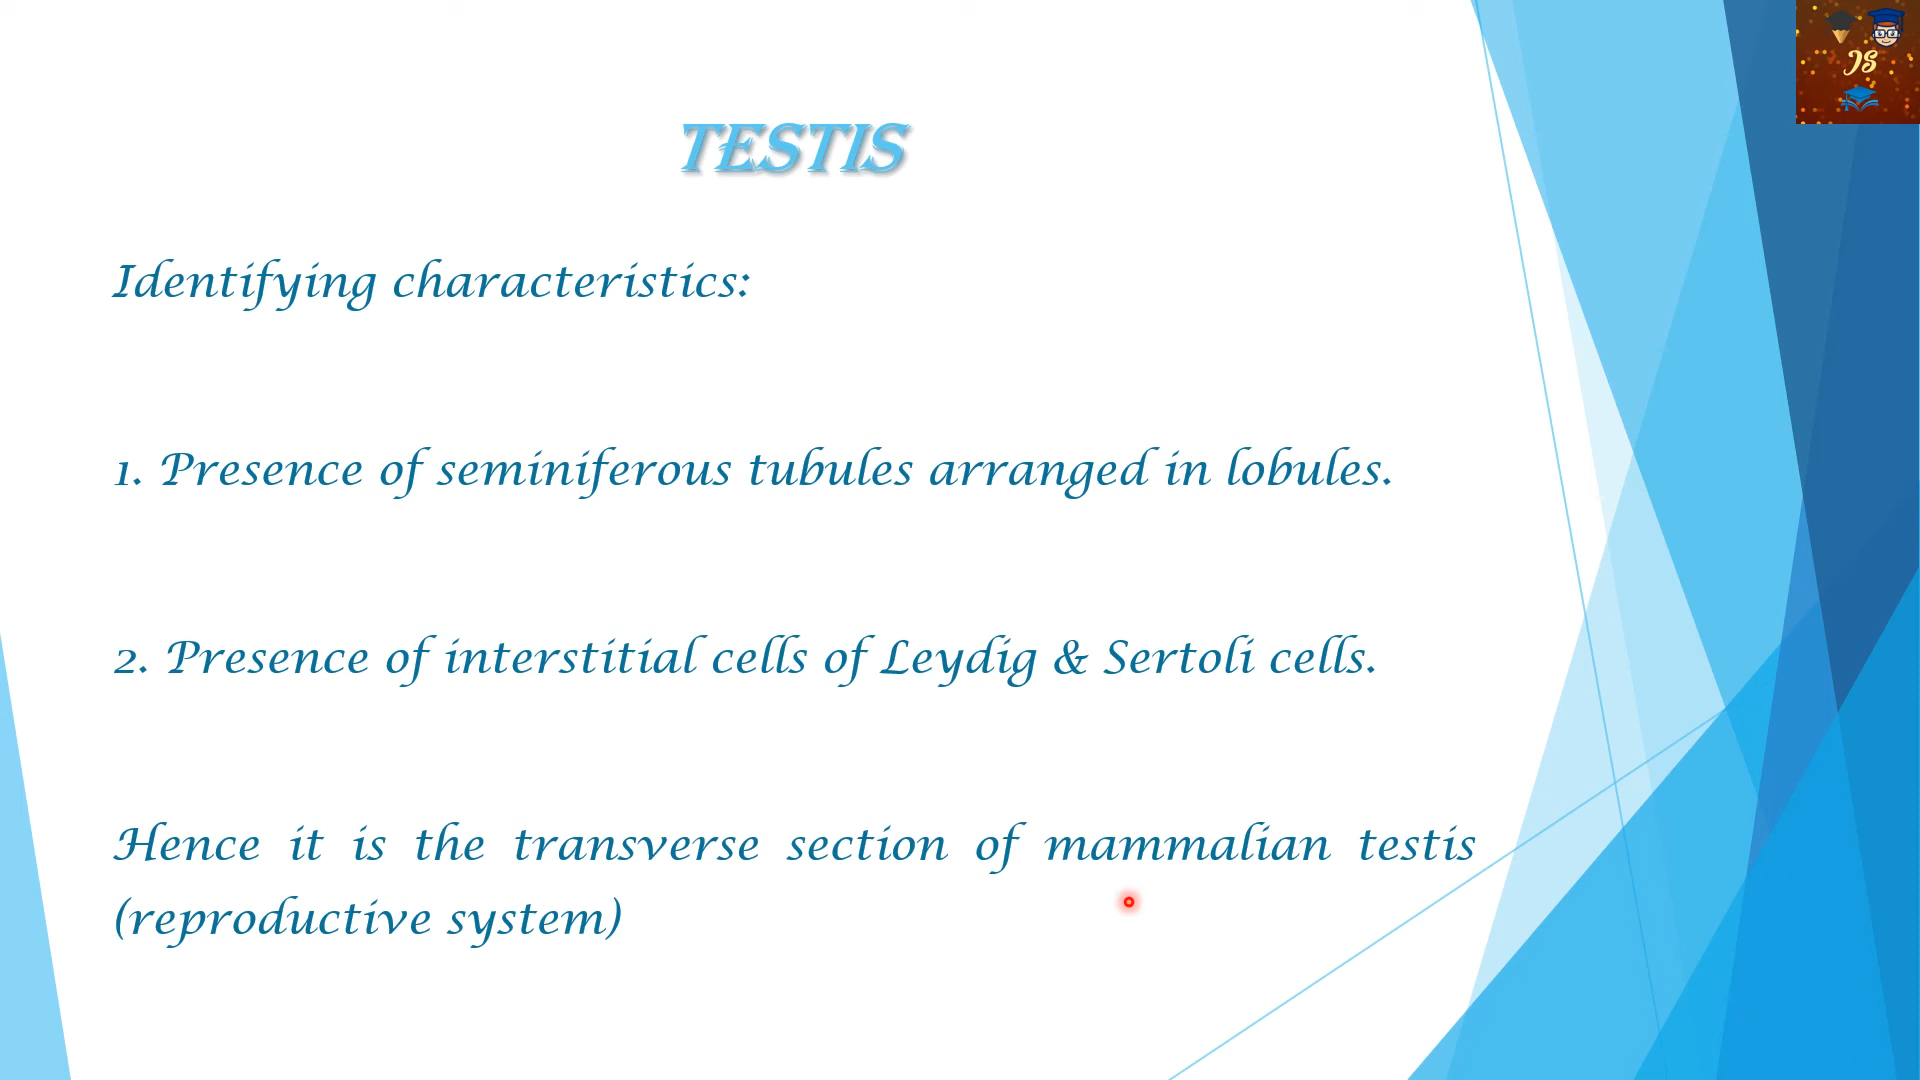 TESTIS
Identifying characteristics:
1. Presence of seminiferous tubules arranged in lobules.
2. Presence of interstitial cells of Leydig & Sertoli cells.
Hence it is the transverse section of mammalian testis
(reproductive system)
JS